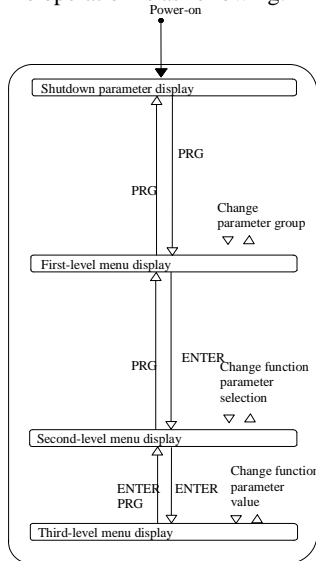 Power-on
Shutdown parameter display
PRG
PRG
Change
parameter group
First-level menu display
PRG
ENTER
Change function
parameter
selection
Second-level menu display
ENTER
PRG
ENTER
Change function
parameter
value
Third-level menu display